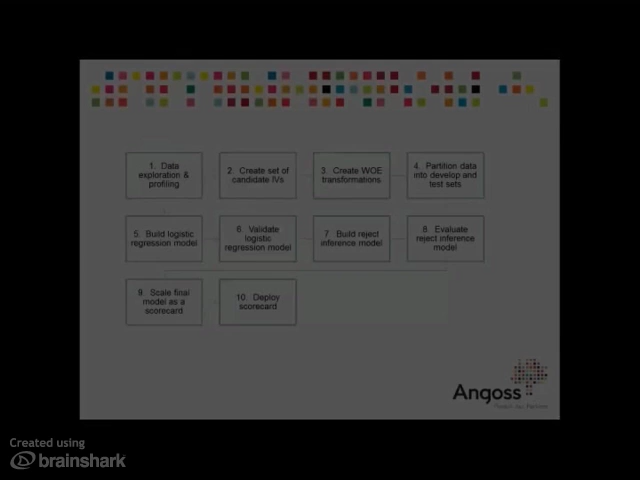 1. Data
exploration &
profiling
2. Create set of
candidate IVs
3. Create WOE
transformations
4. Partition data
into develop and
test sets
5. Build logistic
regression model
6. Validate
logistic
regression model
7. Build reject
inference model
8. Evaluate
reject inference
model
9. Scale final
model as a
scorecard
10. Deploy
scorecard
Angoss
Created using
brainshark